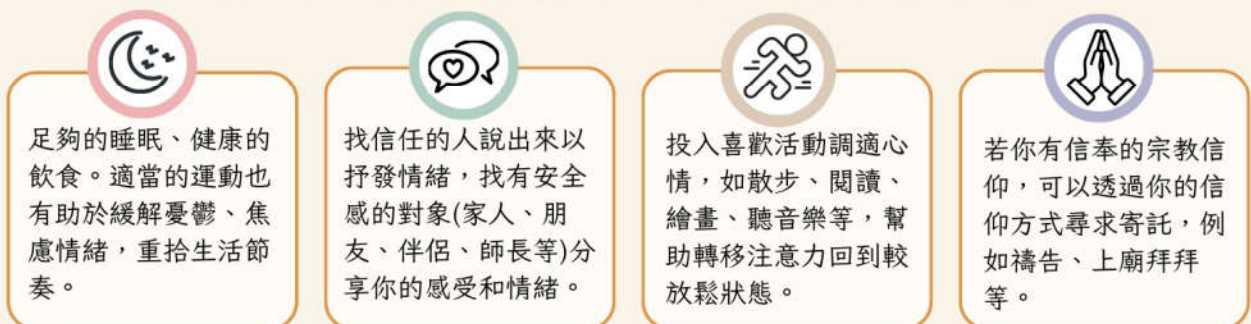 足夠的睡眠、健康的
飲食。適當的運動也
有助於緩解憂鬱、焦
慮情緒，重拾生活節
奏。
找信任的人說出來以
抒發情緒，找有安全
感的對象(家人、朋
友、伴侶、師長等)分
享你的感受和情緒。
投入喜歡活動調適心
情，如散步、閱讀、
繪畫、聽音樂等，幫
助轉移注意力回到較
放鬆狀態。
若你有信奉的宗教信
仰，可以透過你的信
仰方式尋求寄託，例
如禱告、上廟拜拜
等。